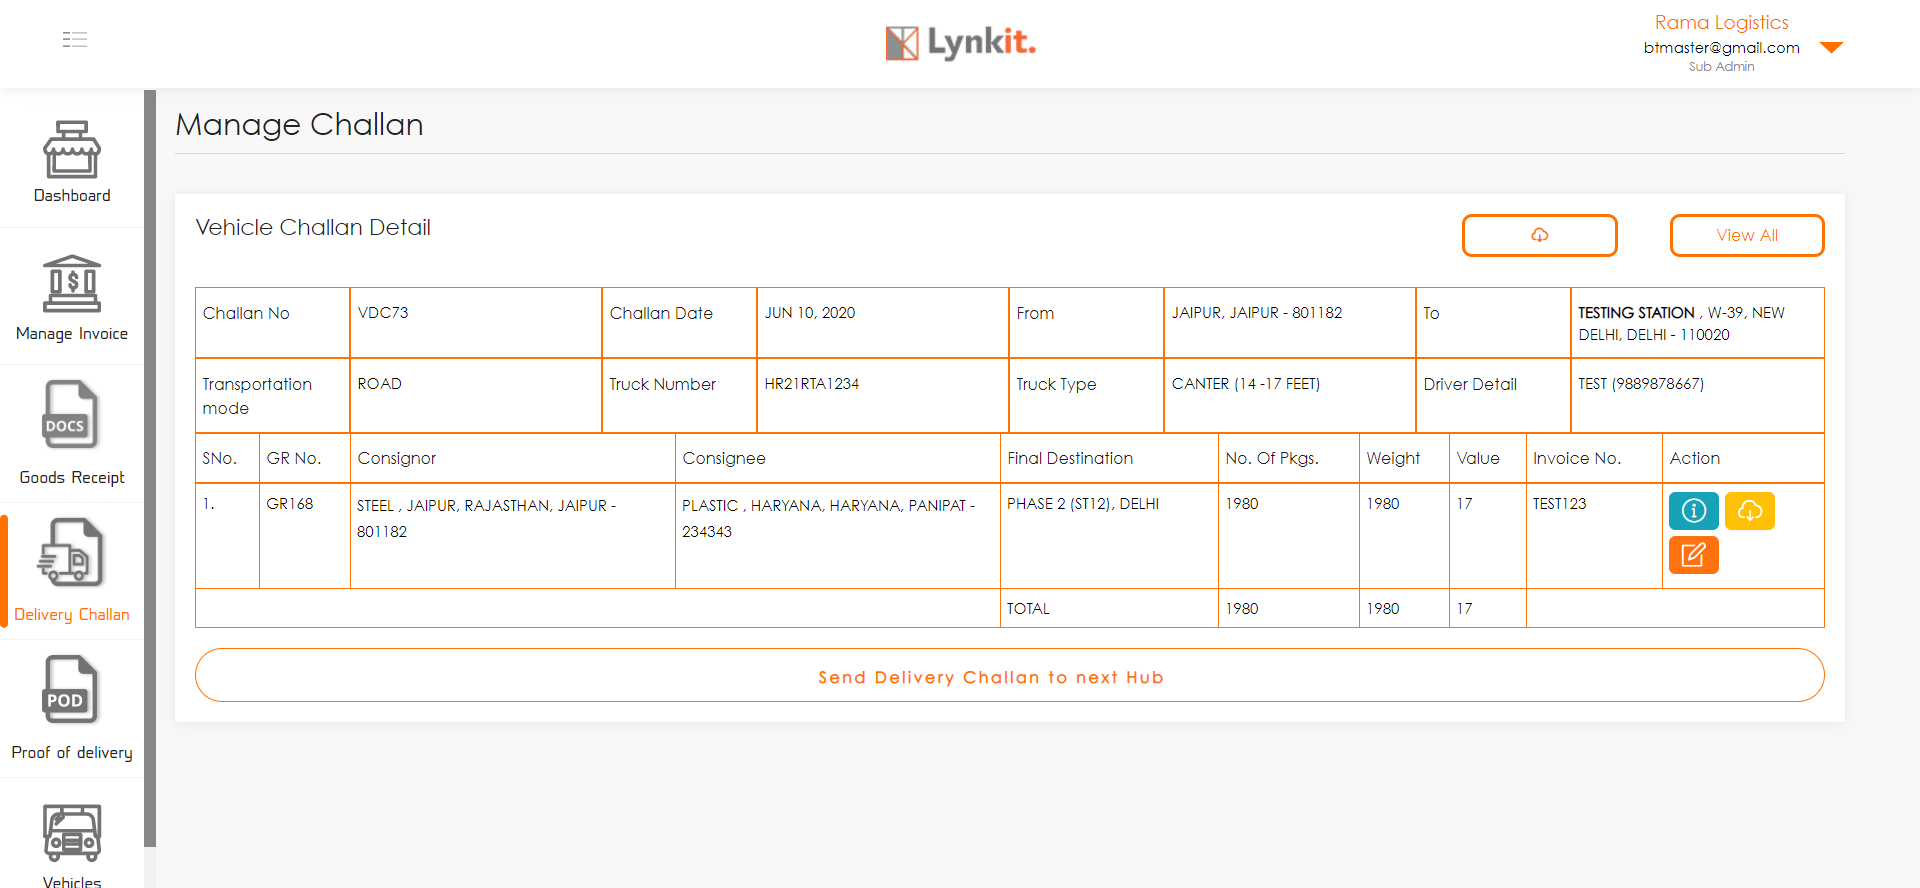 Lynkit.
Rama Logistics
btmaster@gmail.com
Sub Admin
Dashboard
Manage Invoice
DOCS
Goods Receipt
Delivery Challan
POD
Proof of delivery
Vehicles
Manage Challan
Vehicle Challan Detail
View All
Challan No VDC73 Challan Date JUN 10, 2020 From JAIPUR, JAIPUR - 801182 To TESTING STATION , W-39, NEW
DELHI, DELHI - 110020
Transportation ROAD Truck Number HR21RTA1234 Truck Type CANTER (14 -17 FEET) Driver Detail TEST (9889878667)
mode
SNo. GR No. Consignor Consignee Final Destination No. Of Pkgs. Weight Value Invoice No. Action
1. GR168 STEEL , JAIPUR, RAJASTHAN, JAIPUR - PLASTIC , HARYANA, HARYANA, PANIPAT - PHASE 2 (ST12), DELHI 1980 1980 17 TEST123
801182 234343
TOTAL 1980 1980 17
Send Delivery Challan to next Hub